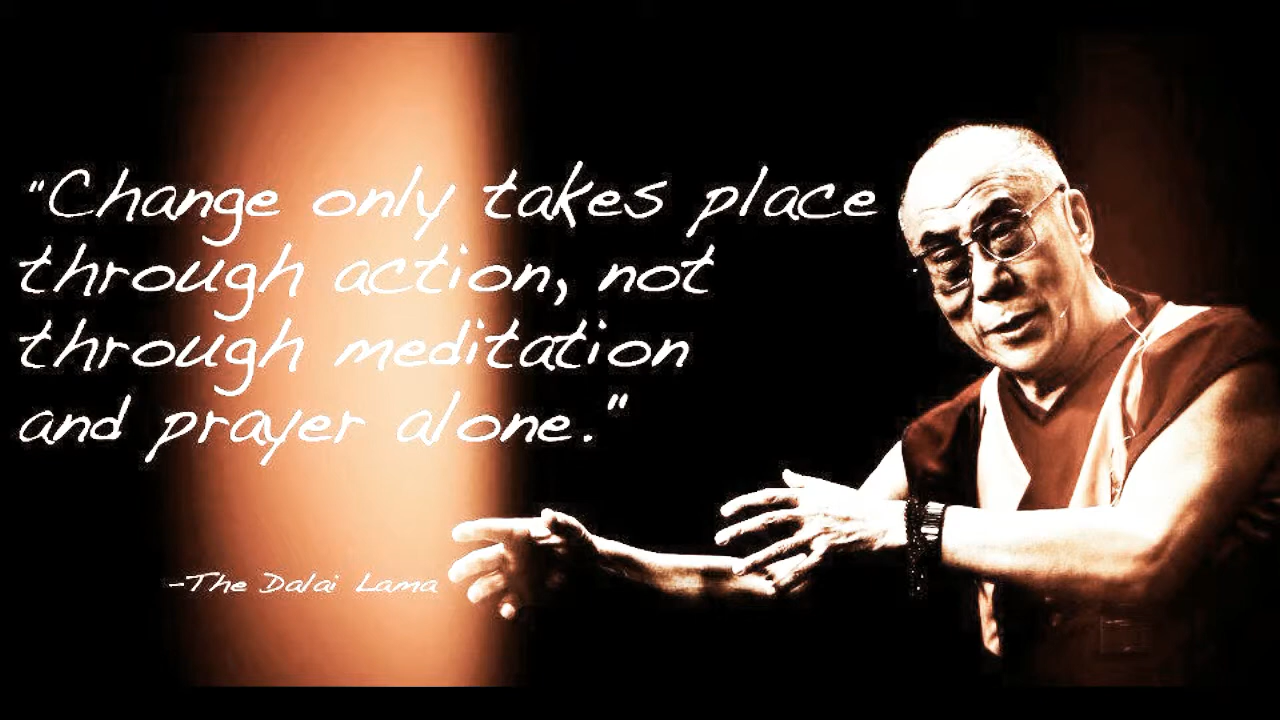 "Change only takes place
through action, not
through meditation
and prayer alone."
-The Dalai Lama